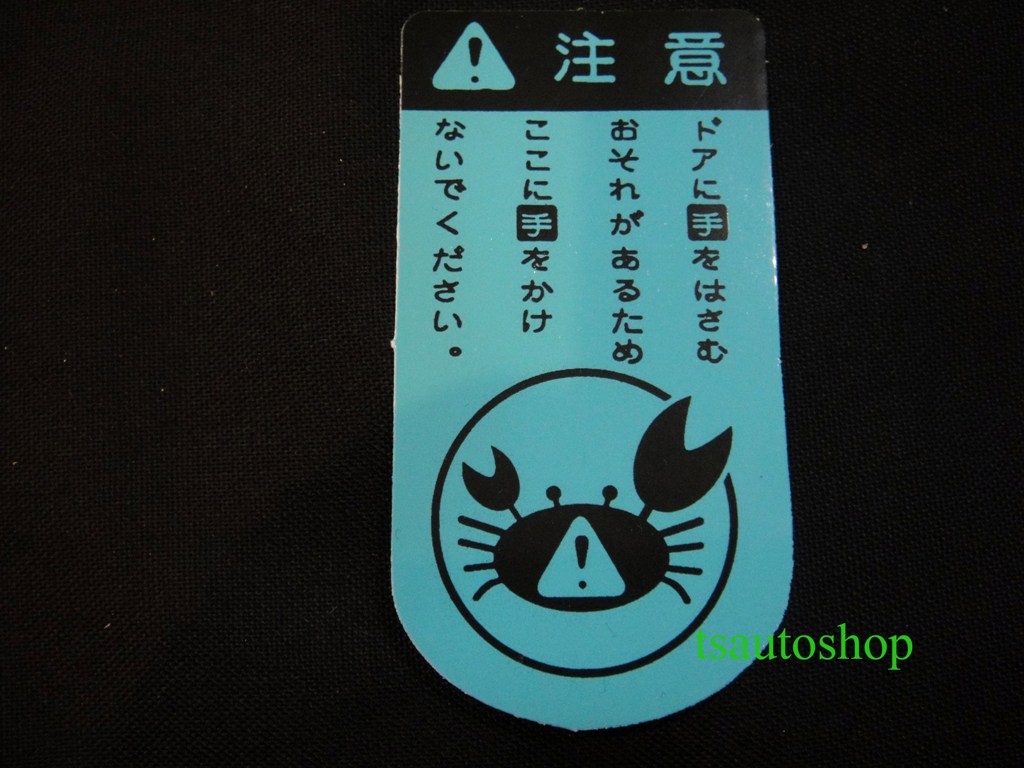 注意
ドアに手をはさむ
おそれがあるため
ここに手をかけ
ないでください。
tsautoshop